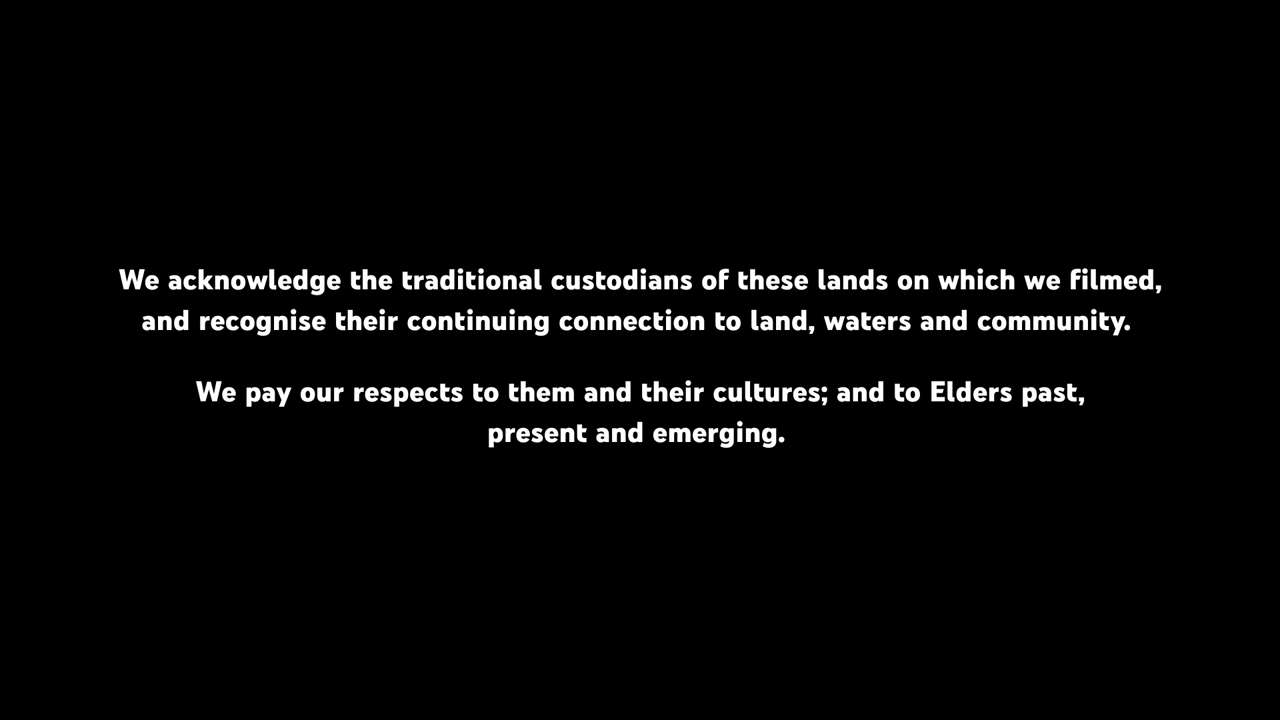 We acknowledge the traditional custodians of these lands on which we filmed,
and recognise their continuing connection to land, waters and community.
We pay our respects to them and their cultures; and to Elders past,
present and emerging.